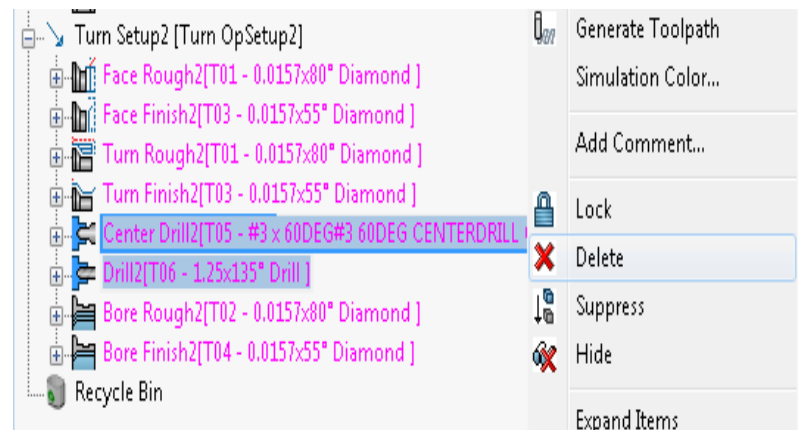 Turn Setup2 [Turn OpSetup2]
Face Rough2[T01 - 0.0157x80° Diamond ]
Face Finish2[T03 - 0.0157x55° Diamond ]
Turn Rough2[T01 - 0.0157x80° Diamond ]
Turn Finish2[T03 - 0.0157x55° Diamond ]
Center Drill2[T05 - #3 x 60DEG#3 60DEG CENTERDRILL
Drill2[T06 - 1.25x135° Drill ]
Bore Rough2[T02 - 0.0157x80° Diamond ]
Bore Finish2[T04 - 0.0157x55° Diamond ]
Recycle Bin
Generate Toolpath
Simulation Color...
Add Comment...
Lock
Delete
Suppress
Hide
Expand Items